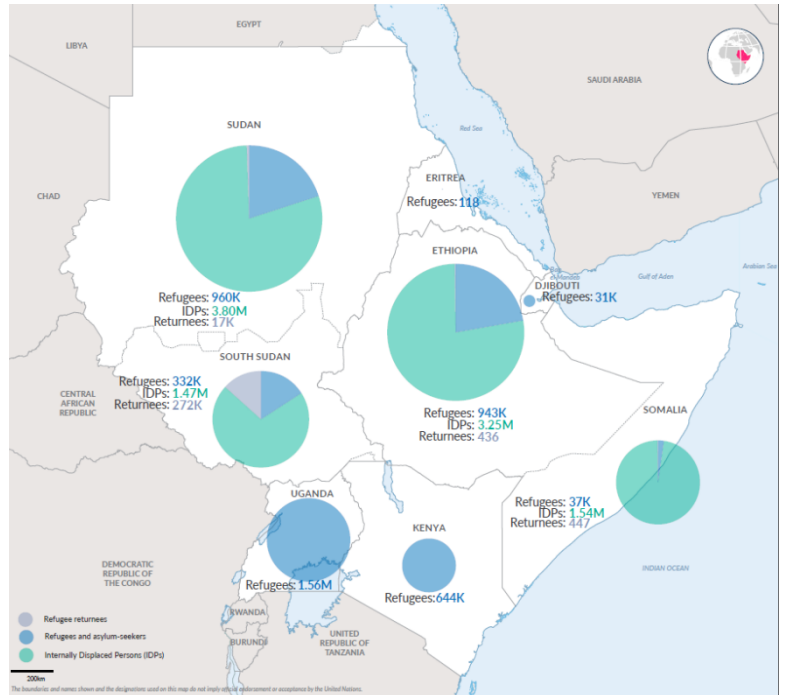 EGYPT
LIBYA
SAUDI ARABIA
SUDAN
Red Sea
ERITREA
Refugees: 118
CHAD
YEMEN
ETHIOPIA
Gulf of Aden
Arabian Sea
DJIBOUTI
Refugees: 31K
Refugees: 960K
IDPs: 3.80M
Returnees: 17K
SOUTH SUDAN
Refugees: 332K
IDPs: 1.47M
Returnees: 272K
CENTRAL
AFRICAN
REPUBLIC
Refugees: 943K
IDPs: 3.25M
Returnees: 436
SOMALIA
Refugees: 37K
IDPs: 1.54M
Returnees: 447
UGANDA
KENYA
Refugees: 1.56M
Refugees:644K
INDIAN OCEAN
DEMOCRATIC
REPUBLIC OF
THE CONGO
RWANDA
BURUNDI
UNITED
REPUBLIC OF
TANZANIA
Refugee returnees
Refugees and asylum-seekers
Internally Displaced Persons (IDPs)
200km
The boundaries and names shown and the designations used on this map do not imply official endorsement or acceptance by the United Nations.